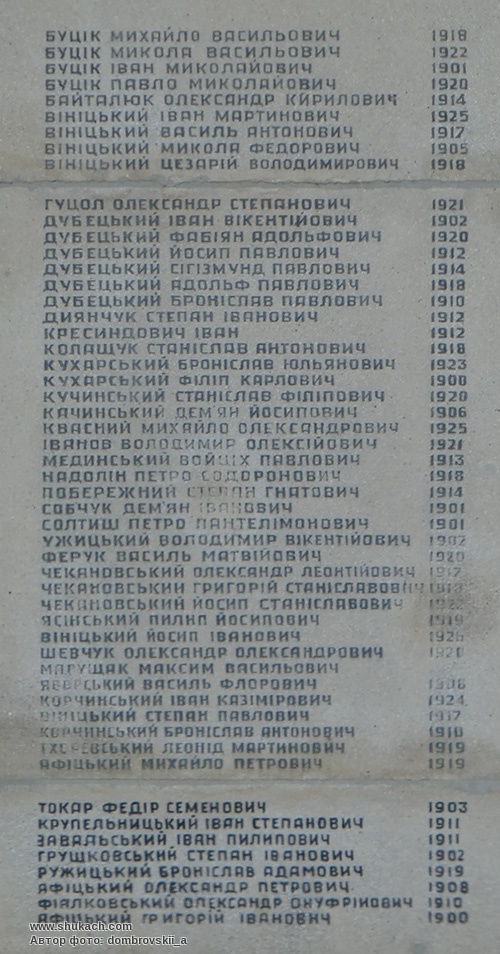 БУЦІК МИХАЙЛО ВАСИЛЬОВИЧ 1918
БУЦІК МИКОЛА ВАСИЛЬОВИЧ 1922
БУЦІК ІВАН МИКОЛАЙОВИЧ 1901
БУЦІК ПАВЛО МИКОЛАЙОВИЧ 1920
БАЙТАЛЮК ОЛЕКСАНДР КИРИЛОВИЧ 1914
ВІНІЦЬКИЙ ІВАН МАРТИНОВИЧ 1925
ВІНІЦЬКИЙ ВАСИЛЬ АНТОНОВИЧ 1917
ВІНІЦЬКИЙ МИКОЛА ФЕДОРОВИЧ 1905
ВІНІЦЬКИЙ ЦЕЗАРІЙ ВОЛОДИМИРОВИЧ 1918
ГУЦОЛ ОЛЕКСАНДР СТЕПАНОВИЧ 1921
ДУБЕЦЬКИЙ ІВАН ВІКЕНТІЙОВИЧ 1902
ДУБЕЦЬКИЙ ФАБІЯН АДОЛЬФОВИЧ 1920
ДУБЕЦЬКИЙ ЙОСИП ПАВЛОВИЧ 1912
ДУБЕЦЬКИЙ СІГІЗМУНД ПАВЛОВИЧ 1914
ДУБЕЦЬКИЙ АДОЛЬФ ПАВЛОВИЧ 1918
ДУБЕЦЬКИЙ БРОНІСЛАВ ПАВЛОВИЧ 1910
ДИЯНЧУК СТЕПАН ІВАНОВИЧ 1912
КРЕСИНДОВИЧ ІВАН 1912
КОЛАЩУК СТАНІСЛАВ АНТОНОВИЧ 1918
КУХАРСЬКИЙ БРОНІСЛАВ ЮЛЬЯНОВИЧ 1923
КУХАРСЬКИЙ ФІЛІП КАРЛОВИЧ 1900
КУЧИНСЬКИЙ СТАНІСЛАВ ФІЛІПОВИЧ 1920
КАЧИНСЬКИЙ ДЕМ'ЯН ЙОСИПОВИЧ 1906
КВАСНИЙ МИХАЙЛО ОЛЕКСАНДРОВИЧ 1925
ІВАНОВ ВОЛОДИМИР ОЛЕКСІЙОВИЧ 1921
МЕДИНСЬКИЙ ВОЙЦІХ ПАВЛОВИЧ 1913
НАДОЛІН ПЕТРО СОДОРОНОВИЧ 1918
ПОБЕРЕЖНИЙ СТЕПАН ГНАТОВИЧ 1914
СОБЧУК ДЕМ'ЯН ІВАНОВИЧ 1901
СОЛТИШ ПЕТРО ПАНТЕЛІМОНОВИЧ 1901
УЖИЦЬКИЙ ВОЛОДИМИР ВІКЕНТІЙОВИЧ 1902
ФЕРУК ВАСИЛЬ МАТВІЙОВИЧ 1920
ЧЕКАНОВСЬКИЙ ОЛЕКСАНДР ЛЕОНТІЙОВИЧ 1917
ЧЕКАНОВСЬКИЙ ГРИГОРІЙ СТАНІСЛАВОВИЧ
ЧЕКАНОВСЬКИЙ ЙОСИП СТАНІСЛАВОВИЧ
ЯСІНСЬКИЙ ПИЛИП ЙОСИПОВИЧ 1919
ВІНІЦЬКИЙ ЙОСИП ІВАНОВИЧ 1926
ШЕВЧУК ОЛЕКСАНДР ОЛЕКСАНДРОВИЧ
МАТУЩАК МАКСИМ ВАСИЛЬОВИЧ
ВАСИЛЬ ФЛОРОВИЧ
КОРЧИНСЬКИЙ ІВАН КАЗІМІРОВИЧ 1924
ВІНІЦЬКИЙ СТЕПАН ПАВЛОВИЧ 1917
КОРЧИНСЬКИЙ БРОНІСЛАВ АНТОНОВИЧ 1910
ЛЕОНІД МАРТИНОВИЧ 1919
ЯФІЦЬКИЙ МИХАЙЛО ПЕТРОВИЧ 1919
ТОКАР ФЕДІР СЕМЕНОВИЧ 1903
КРУПЕЛЬНИЦЬКИЙ ІВАН СТЕПАНОВИЧ 1911
ЗАВАЛЬСЬКИЙ ІВАН ПИЛИПОВИЧ 1911
ГРУШКОВСЬКИЙ СТЕПАН ІВАНОВИЧ 1902
РУЖИЦЬКИЙ БРОНІСЛАВ АДАМОВИЧ 1919
ЯФІЦЬКИЙ ОЛЕКСАНДР ПЕТРОВИЧ 1908
ФІЯЛКОВСЬКИЙ ОЛЕКСАНДР ОНУФРІЙОВИЧ 1910
ЯФІЦЬКИЙ ГРИГОРІЙ ІВАНОВИЧ 1900
www.shukach.com
Автор фото: dombrovskii_a